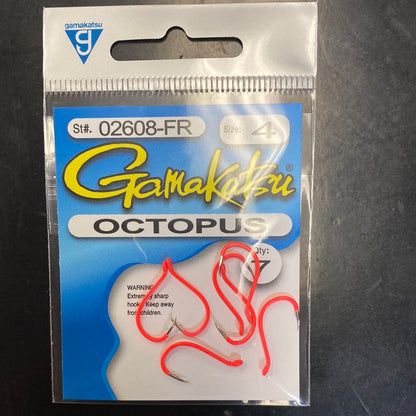 gamakatsu
g
St#. 02608-FR Size: 4
Gamakatsu®
OCTOPUS
Qty:
7
WARNING:
Extremely sharp
hooks. Keep away
from children.